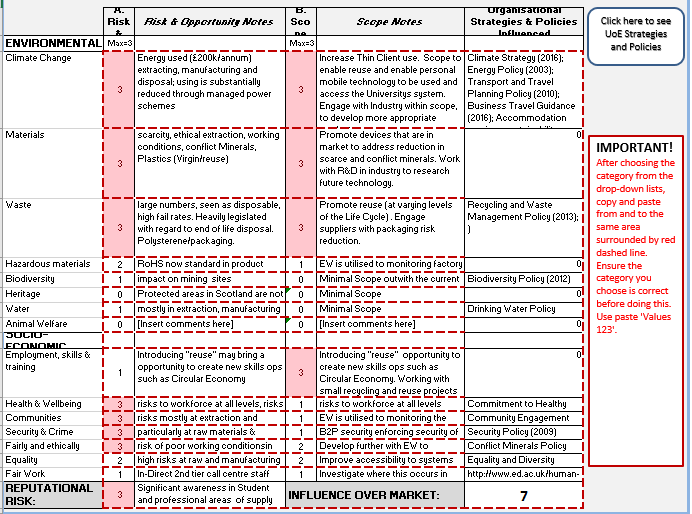 A.
Risk
&
Risk & Opportunity Notes
B.
Sco
pe
Scope Notes
Organisational
Strategies & Policies
Influenced
Click here to see
UoE Strategies
and Policies
ENVIRONMENTAL
Max=3
Max=3
Climate Change
3
Energy used (£200k/annum)
extracting, manufacturing and
disposal; using is substantially
reduced through managed power
schemes
3
Increase Thin Client use. Scope to
enable reuse and enable personal
mobile technology to be used and
access the Universitys system.
Engage with Industry within scope,
to develop more appropriate
Climate Strategy (2016);
Energy Policy (2003);
Transport and Travel
Planning Policy (2010);
Business Travel Guidance
(2016); Accommodation
Materials
3
scarcity, ethical extraction, working
conditions, conflict Minerals,
Plastics (Virgin/reuse)
3
Promote devices that are in
market to address reduction in
scarce and conflict minerals. Work
with R&D in industry to research
future technology.
0
Waste
3
large numbers, seen as disposable,
high fail rates. Heavily legislated
with regard to end of life disposal.
Polysterene/packaging.
3
Promote reuse (at varying levels
of the Life Cycle) . Engage
suppliers with packaging risk
reduction.
Recycling and Waste
Management Policy (2013);
)
Hazardous materials
2
RoHS now standard in product
1
EW is utilised to monitoring factory
0
Biodiversity
1
impact on mining sites
0
Minimal Scope outwith the current
Biodiversity Policy (2012)
Heritage
0
Protected areas in Scotland are not
0
Minimal Scope
0
Water
1
mostly in extraction, manufacturing
0
Minimal Scope
Drinking Water Policy
Animal Welfare
0
[Insert comments here]
0
[Insert comments here]
0
SOCIO-
ECONOMIC
Employment, skills &
training
1
Introducing "reuse" may bring a
opportunity to create new skills ops
such as Circular Economy
3
Introducing "reuse" opportunity to
create new skills ops such as
Circular Economy. Working with
small recycling and reuse projects
0
Health & Wellbeing
3
risks to workforce at all levels, risks
1
risks to workforce at all levels
Commitment to Healthy
Communities
3
risks mostly at extraction and
1
EW is utilised to monitoring the
Community Engagement
Security & Crime
3
particularly at raw materials &
1
B2P security enforcing security of
Security Policy (2009)
Fairly and ethically
3
risk of poor working conditionsin
2
Develop further with EW to
Conflict Minerals Policy
Equality
2
high risks at raw and manufacturing
2
Improve accessibility to systems
Equality and Diversity
Fair Work
1
In-Direct 2nd tier call centre staff
1
Investigate where this occurs in
http://www.ed.ac.uk/human-
REPUTATIONAL
RISK:
3
Significant awareness in Student
and professional areas of supply
INFLUENCE OVER MARKET:
7
IMPORTANT!
After choosing the
category from the
drop-down lists,
copy and paste
from and to the
same area
surrounded by red
dashed line.
Ensure the
category you
choose is correct
before doing this.
Use paste 'Values
123'.